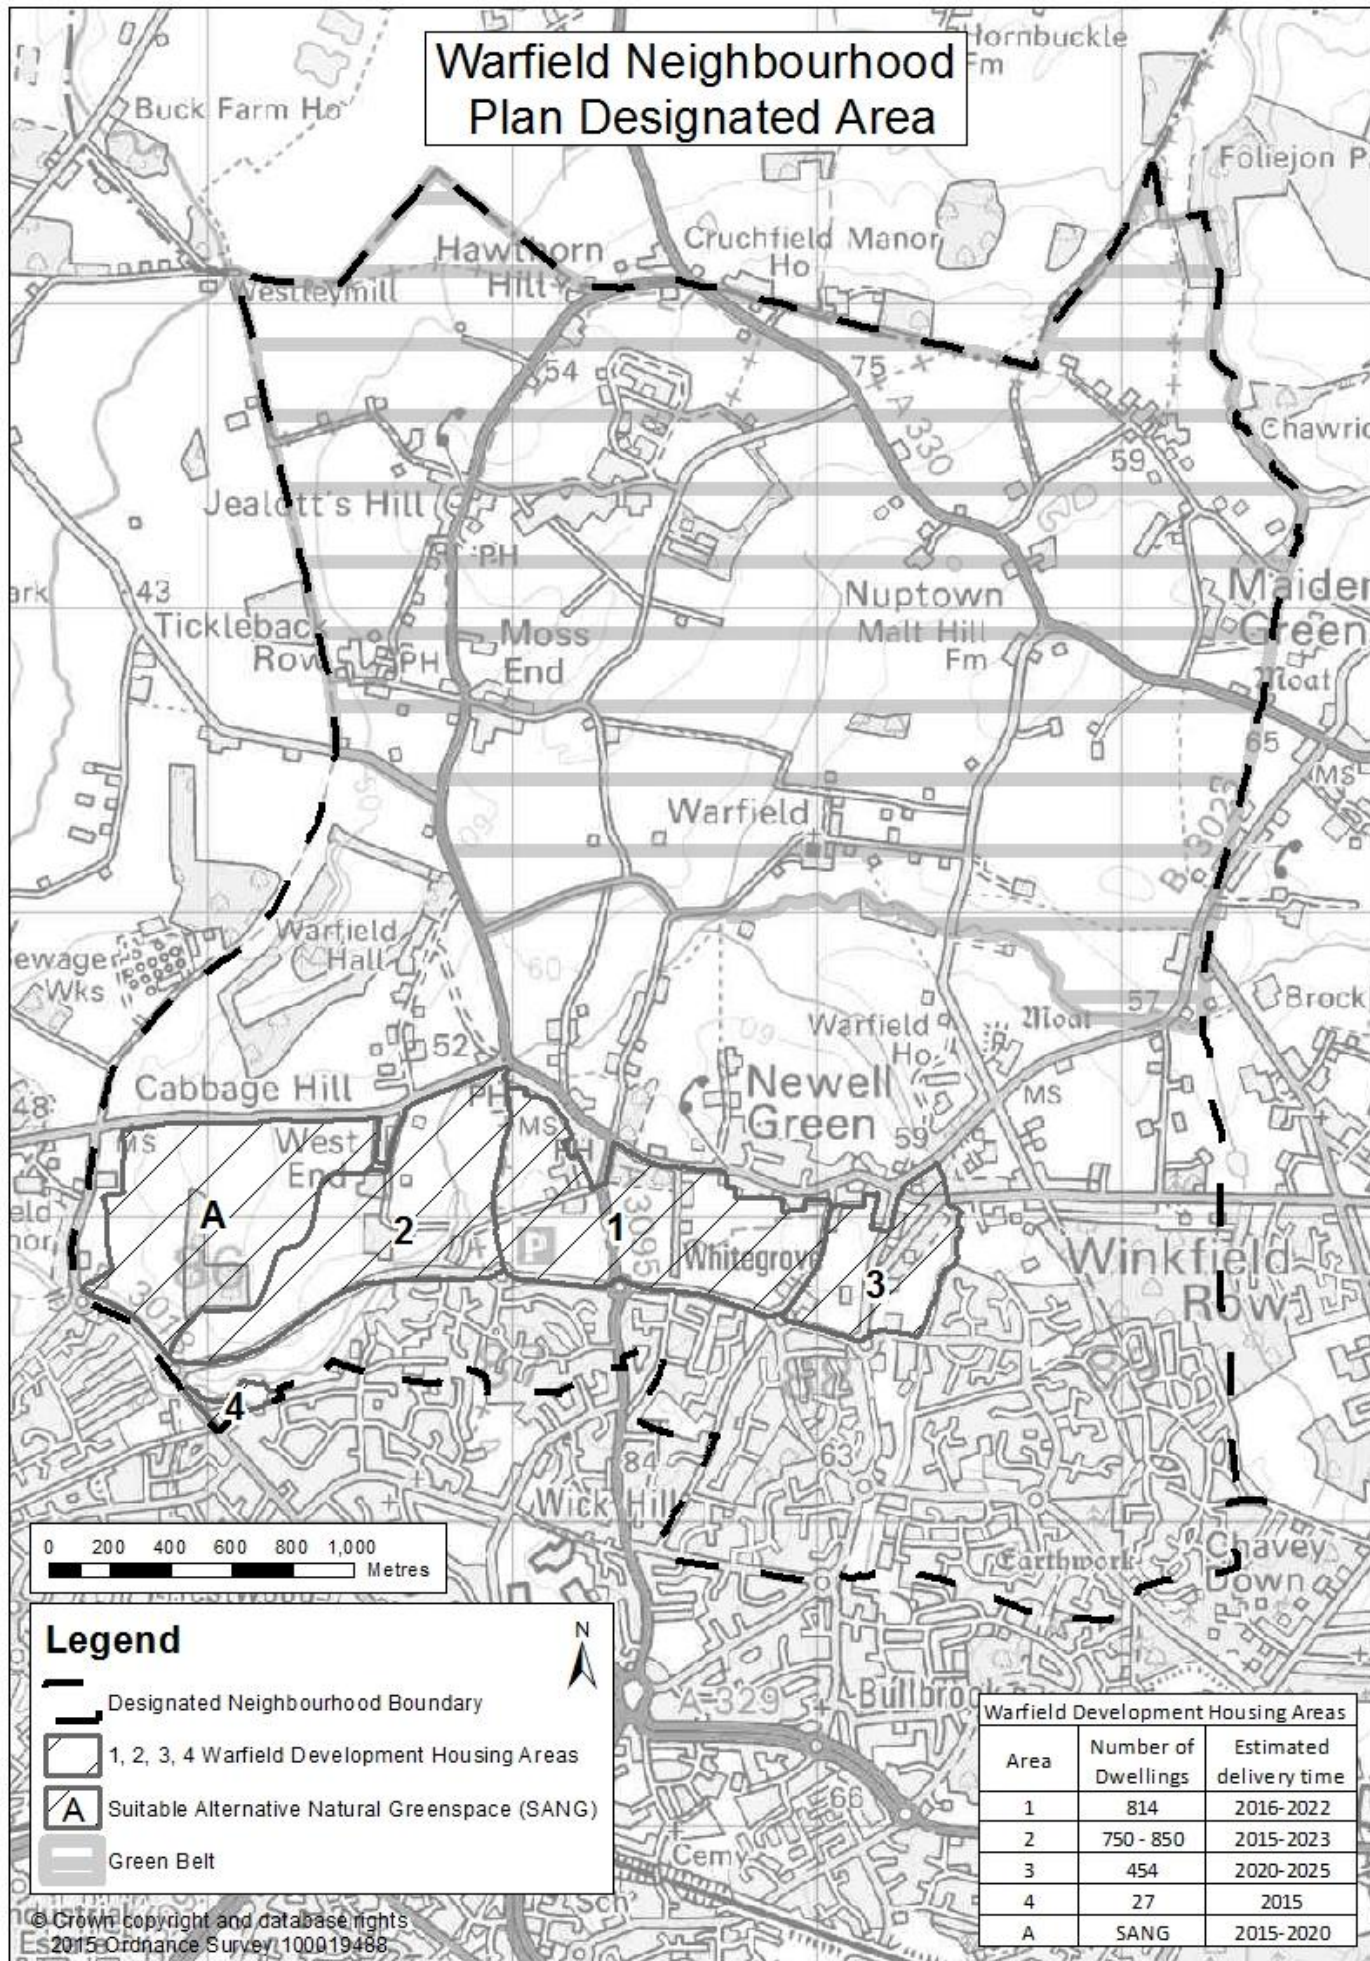 Warfield Neighbourhood
Plan Designated Area
Hornbuckle
Fm
Buck Farm Ho
Foliejon P
Hawthorn
Hill
Cruchfield Manor
Ho
Westleymill
54
75
A 330
59
Chawrid
Jealott's Hill
PH
43
Tickleback
Row
PH
Moss
End
Nuptown
Malt Hill
Fm
Maiden
Green
Moat
65
MS
Warfield
B 3022
Warfield
Hall
ewage
Wks
60
Warfield
Ho
Moat
57
Brock
52
Cabbage Hill
PH
MS
Newell
Green
MS
48
MS
West
End
PH
59
A
2
1
A 3095
Whitegrove
3
Winkfield
Row
4
84
63
Wick Hill
Earthwork
Chavey
Down
0 200 400 600 800 1,000
Metres
Legend
N
Designated Neighbourhood Boundary
1, 2, 3, 4 Warfield Development Housing Areas
A Suitable Alternative Natural Greenspace (SANG)
Green Belt
A 329
Bullbrook
66
Cemy
Sch
Warfield Development Housing Areas
Area Number of Dwellings Estimated delivery time
1 814 2016-2022
2 750 - 850 2015-2023
3 454 2020-2025
4 27 2015
A SANG 2015-2020
© Crown copyright and database rights
2015 Ordnance Survey 100019488